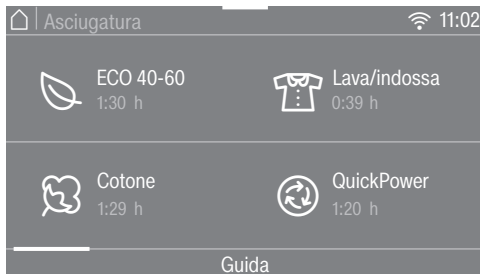 Asciugatura 11:02
ECO 40-60
1:30 h
Lava/indossa
0:39 h
Cotone
1:29 h
QuickPower
1:20 h
Guida